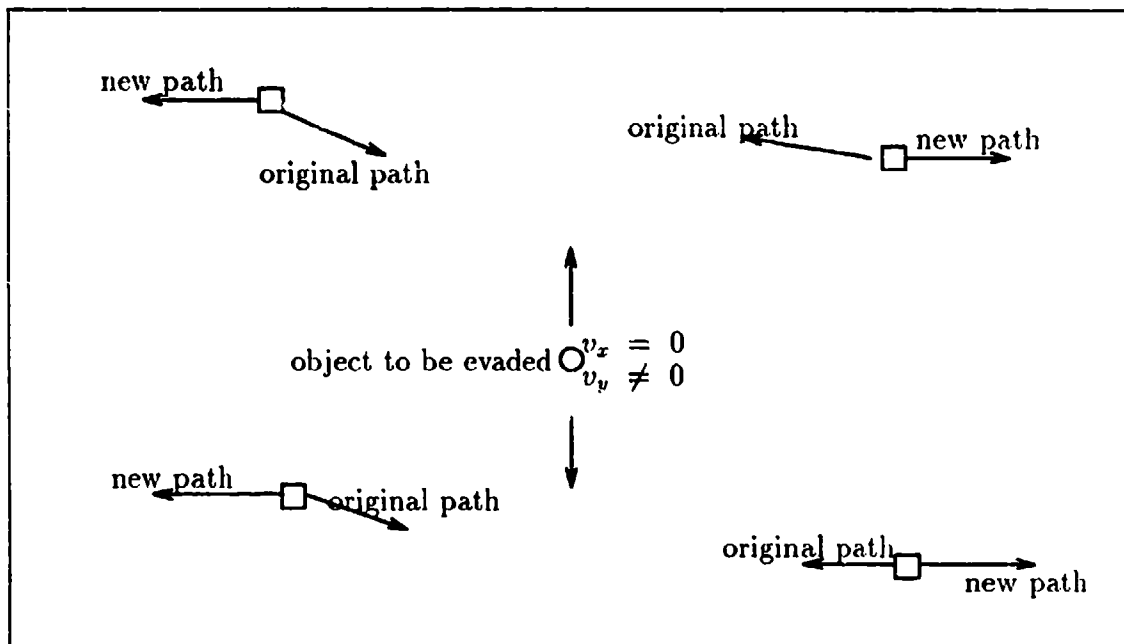 new path
original path
original path
new path
object to be evaded
v_x = 0
v_y ≠ 0
new path
original path
original path
new path